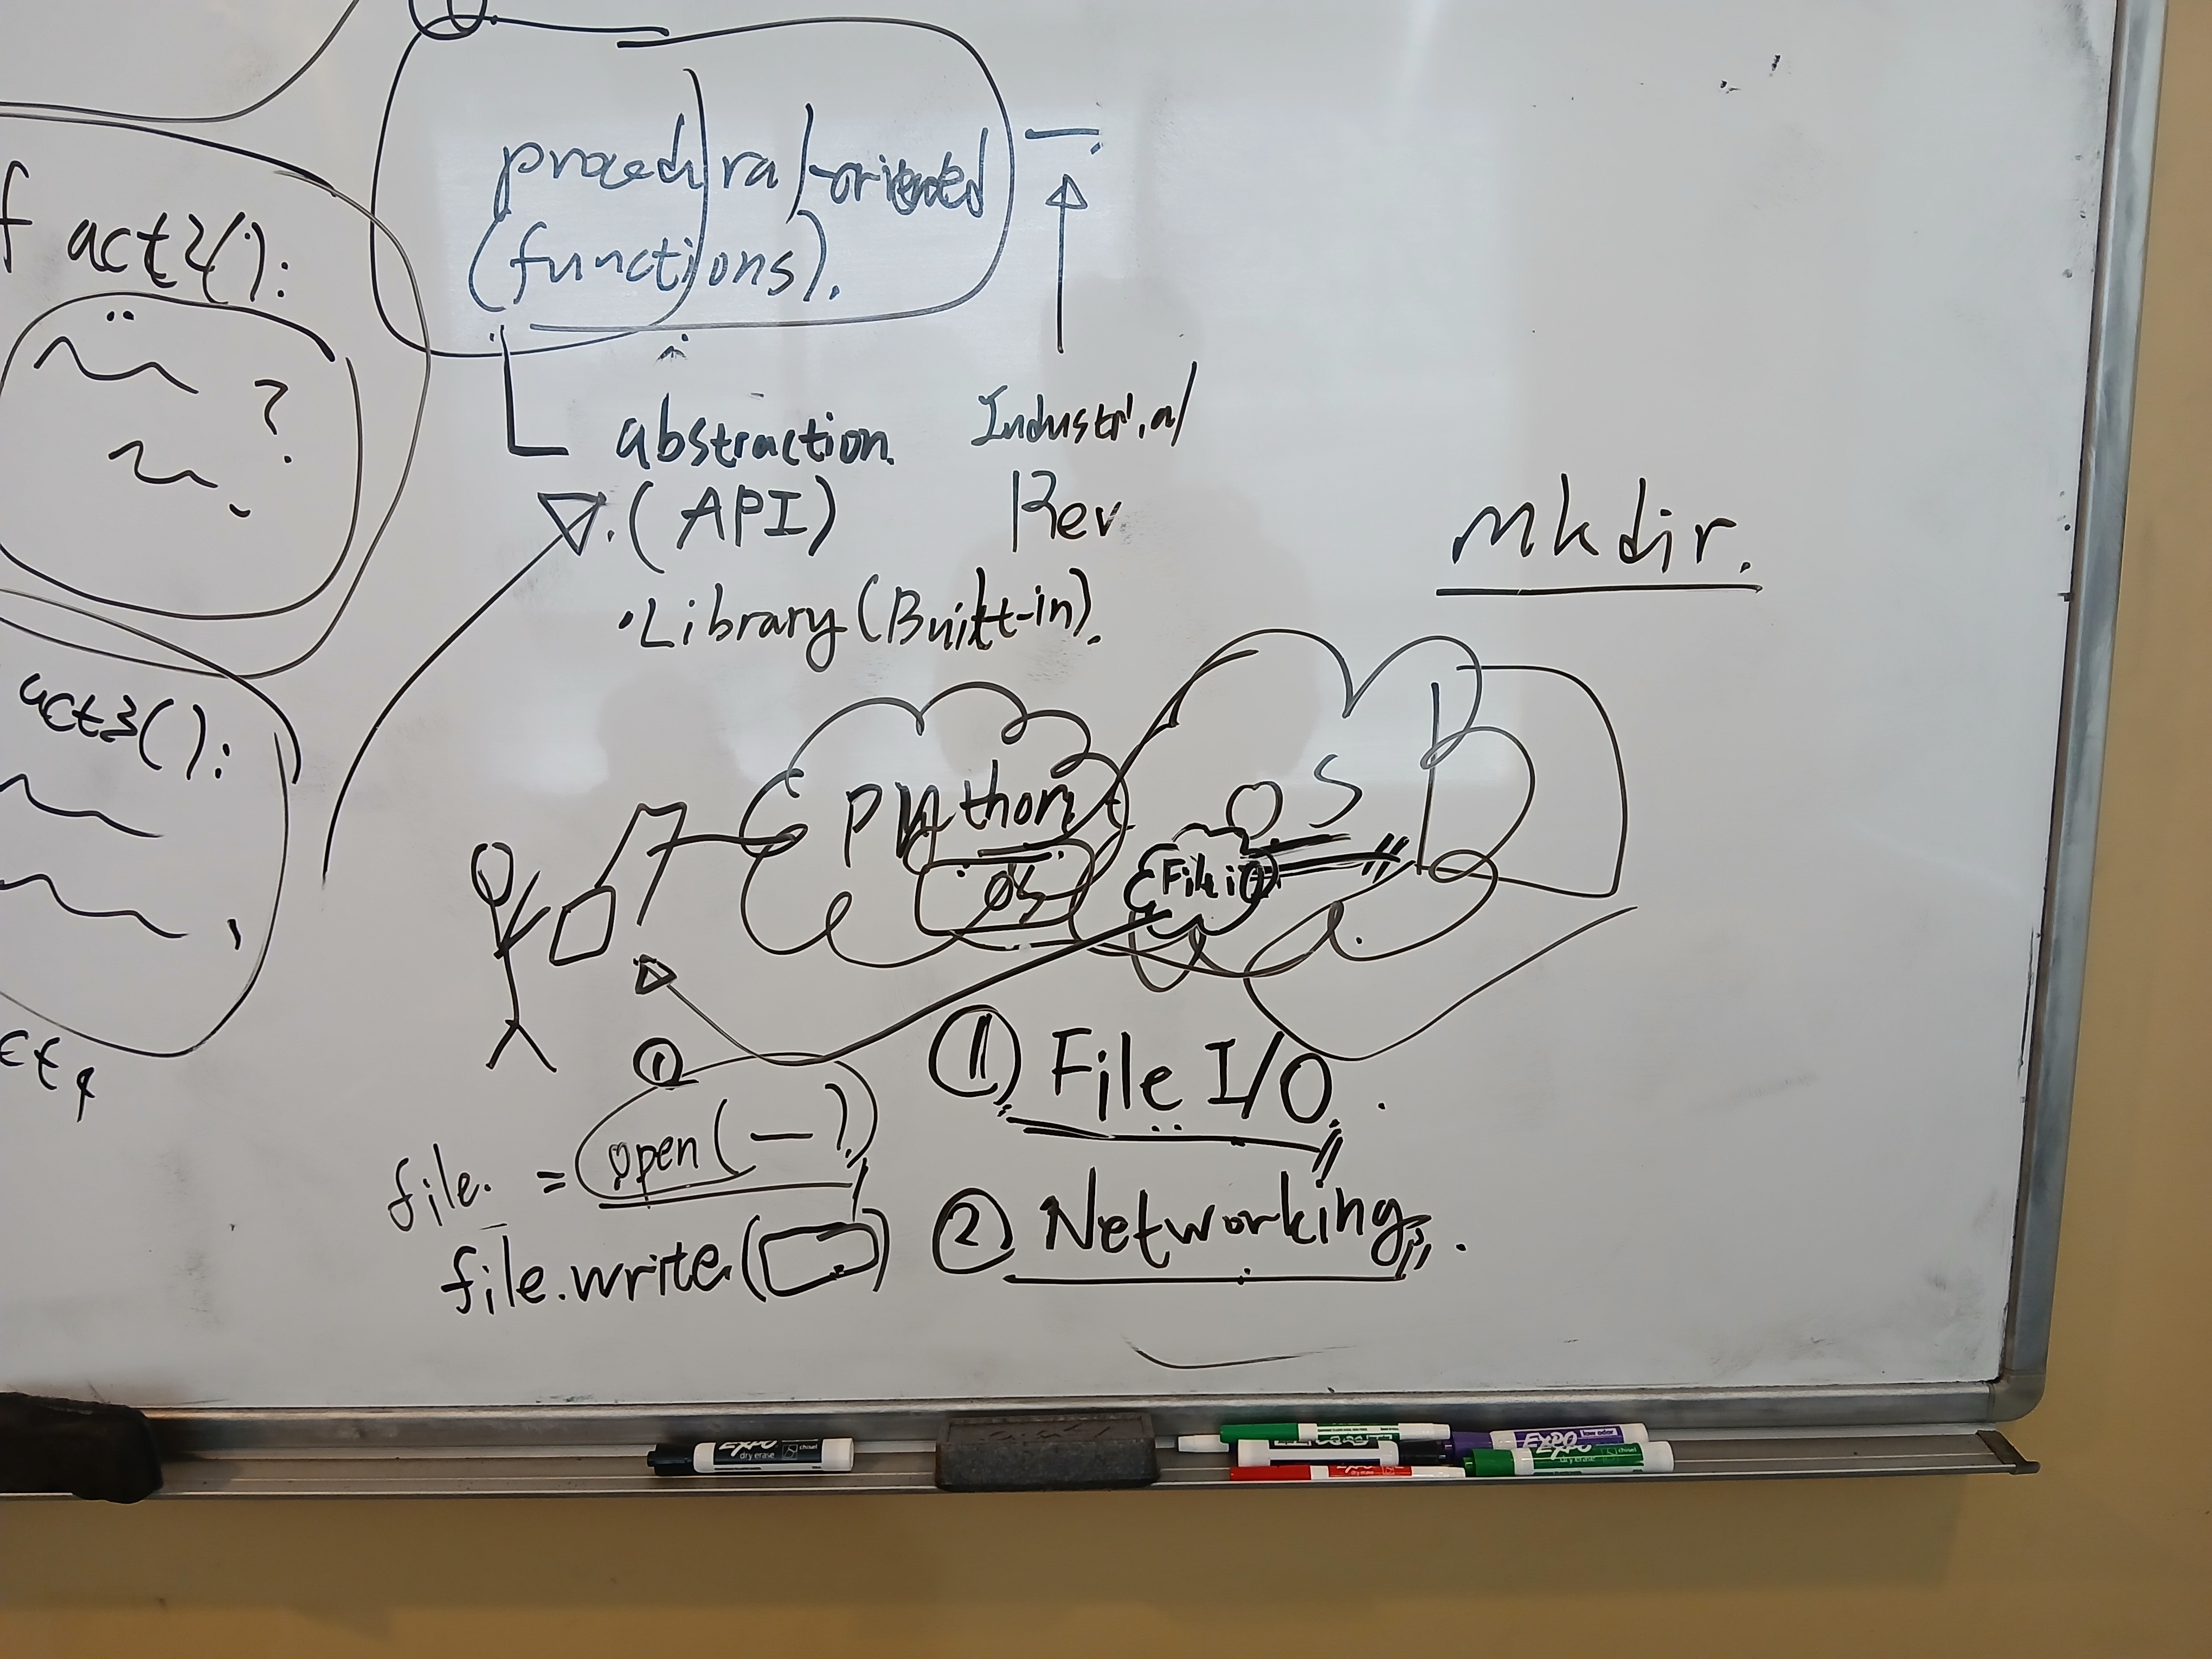 procedural-oriented
(functions).
f act2():
?
abstraction
(API)
Industrial
Rev
• Library (Built-in).
mkdir.
act3():
python
os
OS
File io
① File I/O.
② Networking
①
file. = open(—)
file.write( )
EXPO
dry erase
chisel
EXPO
low odor
EXPO
dry erase
chisel